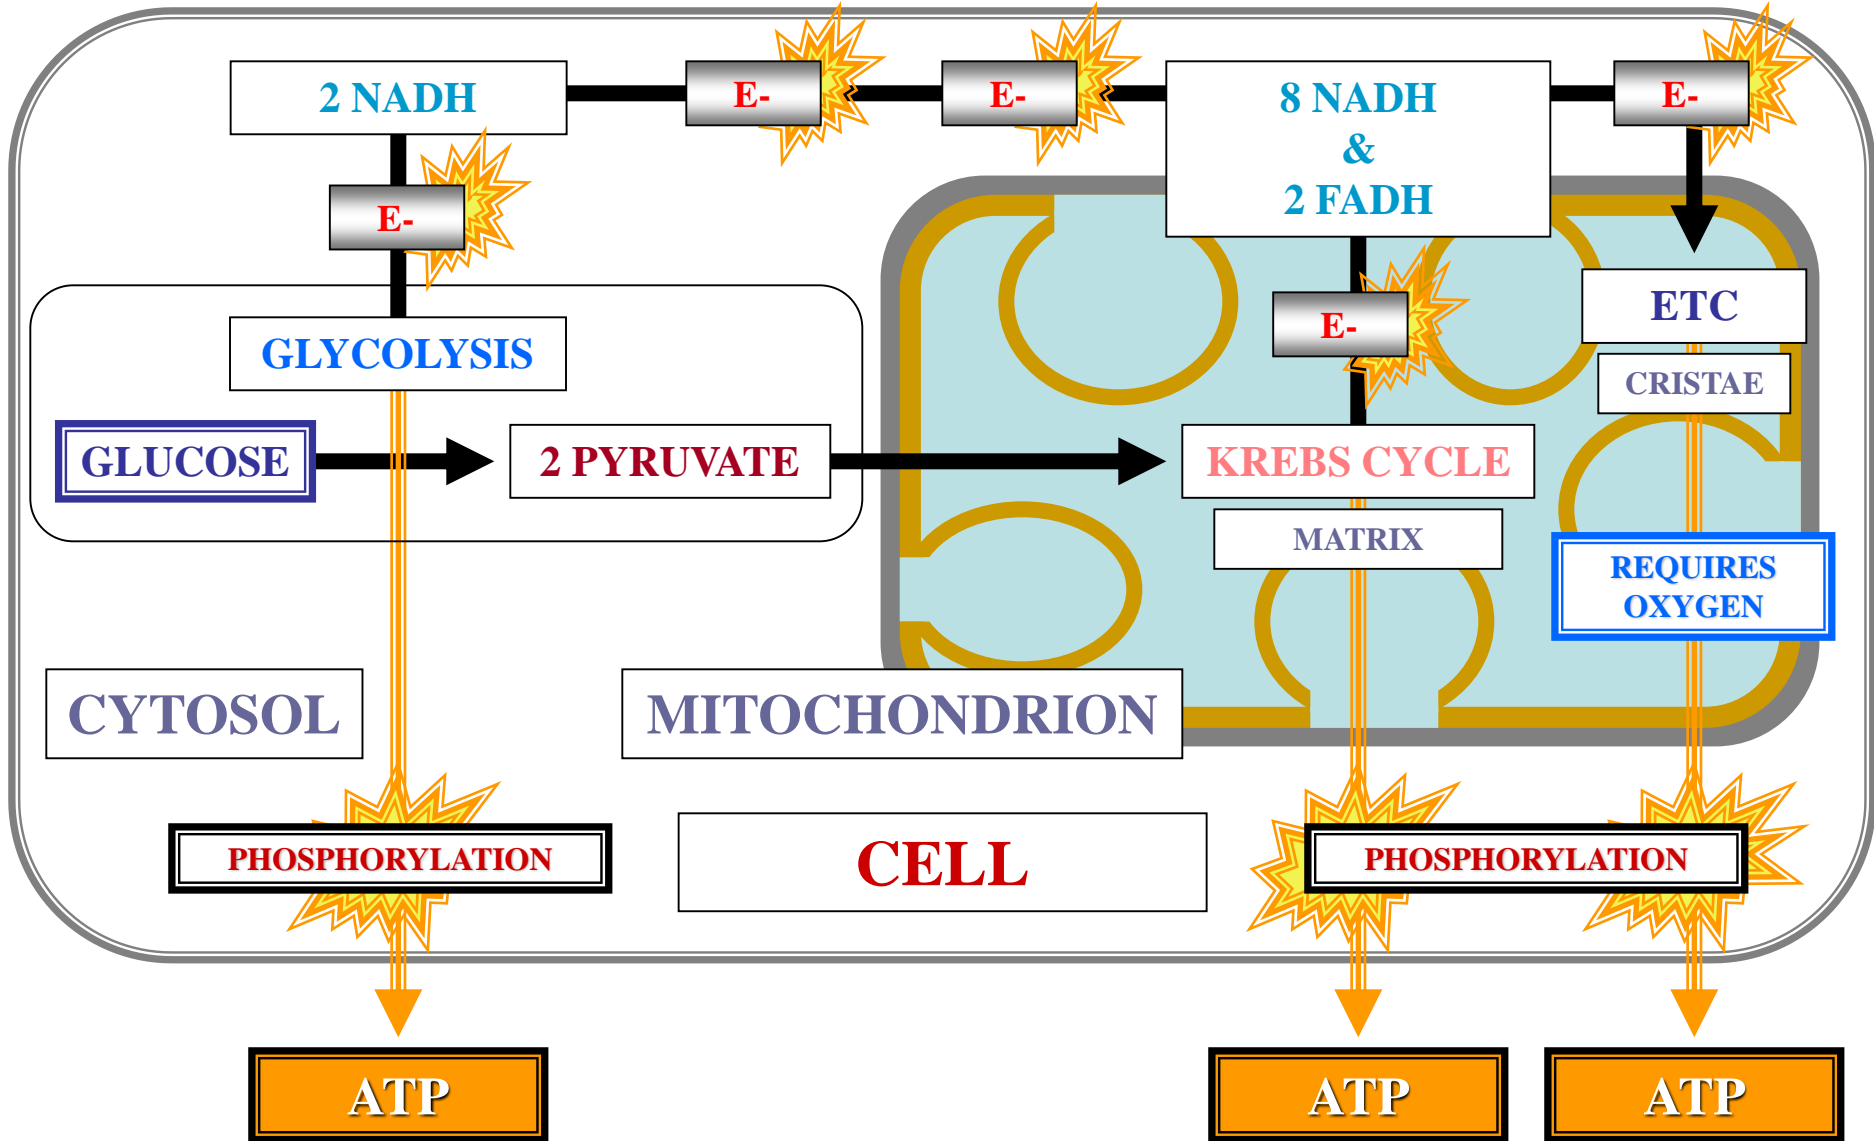 2 NADH
E-
E-
8 NADH
&
2 FADH
E-
E-
GLYCOLYSIS
E-
ETC
CRISTAE
GLUCOSE
2 PYRUVATE
KREBS CYCLE
MATRIX
REQUIRES
OXYGEN
CYTOSOL
MITOCHONDRION
PHOSPHORYLATION
CELL
PHOSPHORYLATION
ATP
ATP
ATP